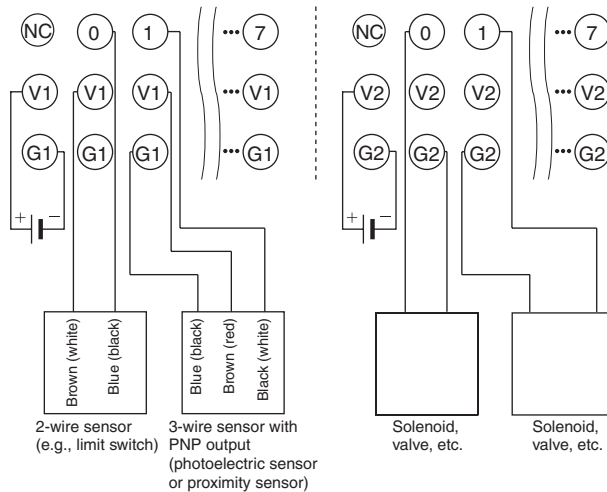 NC 0 1 ••• 7 NC 0 1 ••• 7
V1 V1 V1 ••• V1 V2 V2 V2 ••• V2
G1 G1 G1 ••• G1 G2 G2 G2 ••• G2
+ − + −
Brown (white)
Blue (black)
Blue (black)
Brown (red)
Black (white)
2-wire sensor
(e.g., limit switch)
3-wire sensor with
PNP output
(photoelectric sensor
or proximity sensor)
Solenoid,
valve, etc.
Solenoid,
valve, etc.